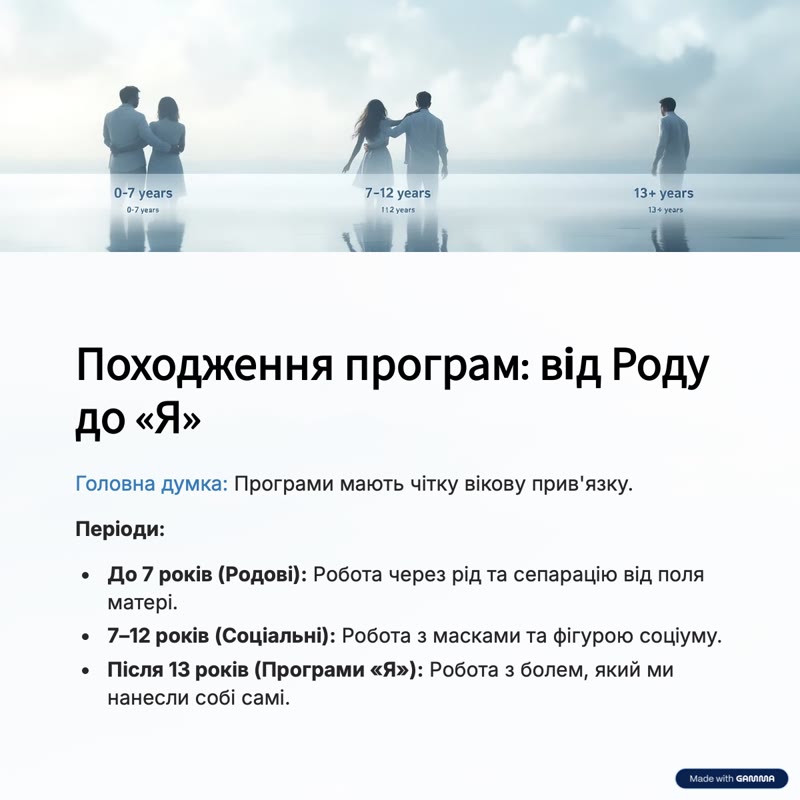 0-7 years
0-7 years
7-12 years
112 years
13+ years
13+ years
Походження програм: від Роду
до «Я»
Головна думка: Програми мають чітку вікову прив'язку.
Періоди:
• До 7 років (Родові): Робота через рід та сепарацію від поля
матері.
• 7–12 років (Соціальні): Робота з масками та фігурою соціуму.
• Після 13 років (Програми «Я»): Робота з болем, який ми
нанесли собі самі.
Made with GAMMA